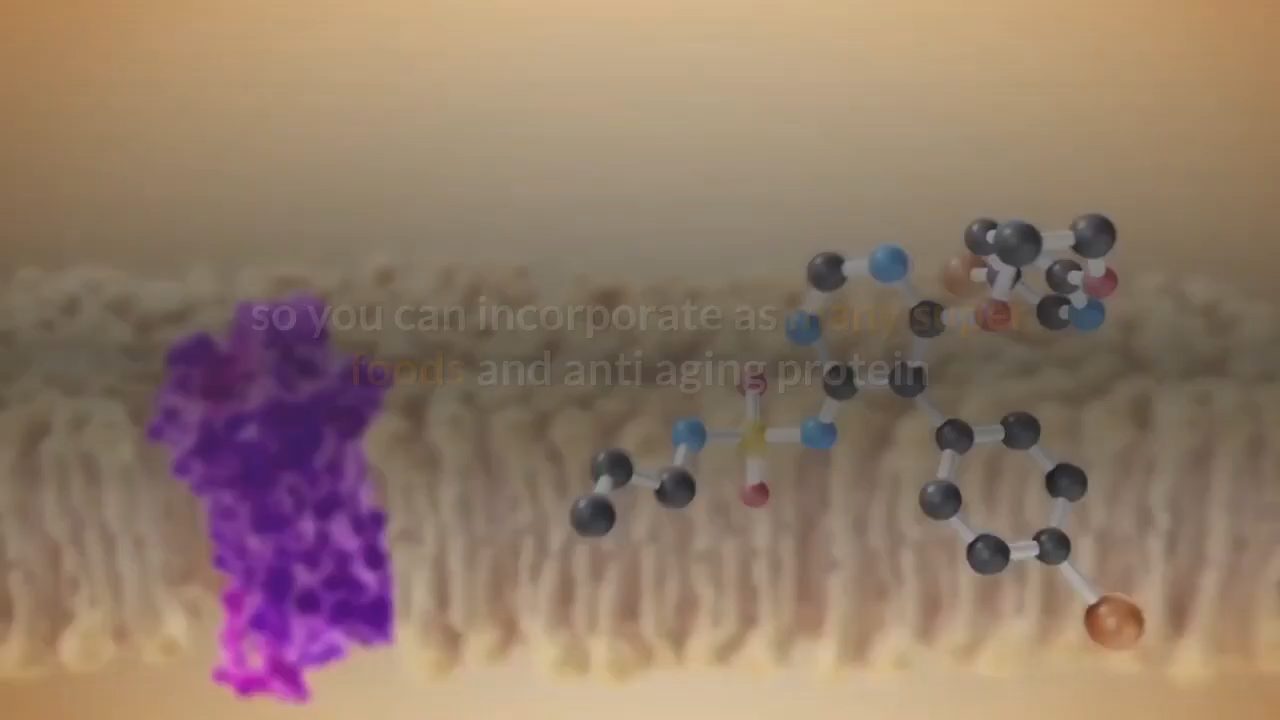 so you can incorporate as many super
foods and anti aging protein